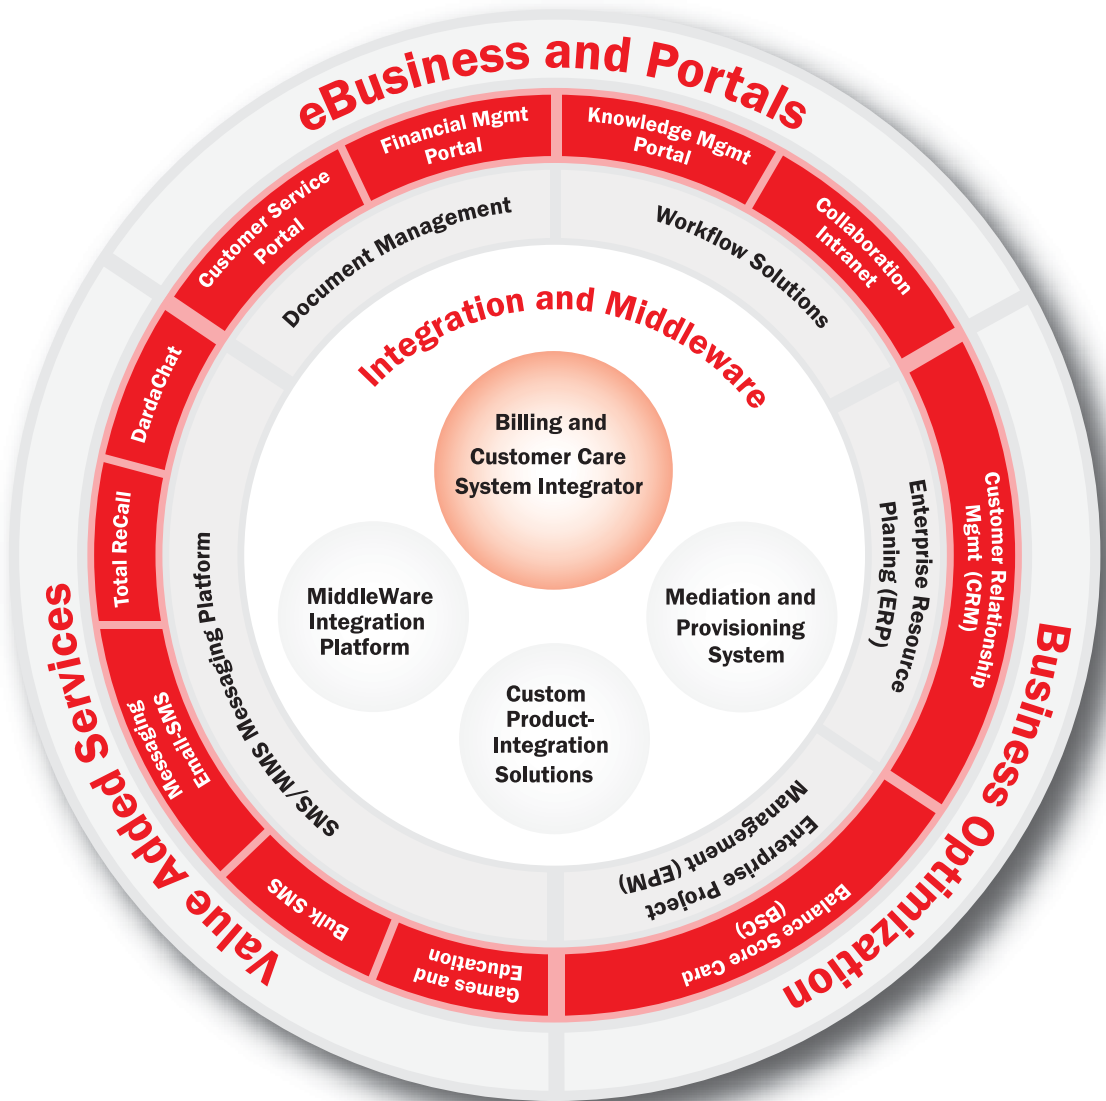 eBusiness and Portals
Financial Mgmt
Portal
Knowledge Mgmt
Portal
Customer Service
Portal
Collaboration
Intranet
Document Management
Workflow Solutions
Integration and Middleware
Billing and
Customer Care
System Integrator
MiddleWare
Integration
Platform
Mediation and
Provisioning
System
Custom
Product-
Integration
Solutions
DardaChat
Total ReCall
Email-SMS
Messaging
Bulk SMS
Games and
Education
SMS/MMS Messaging Platform
Value Added Services
Customer Relationship
Mgmt (CRM)
Enterprise Resource
Planing (ERP)
Enterprise Project
Management (EPM)
Balance Score Card
(BSC)
Business Optimization